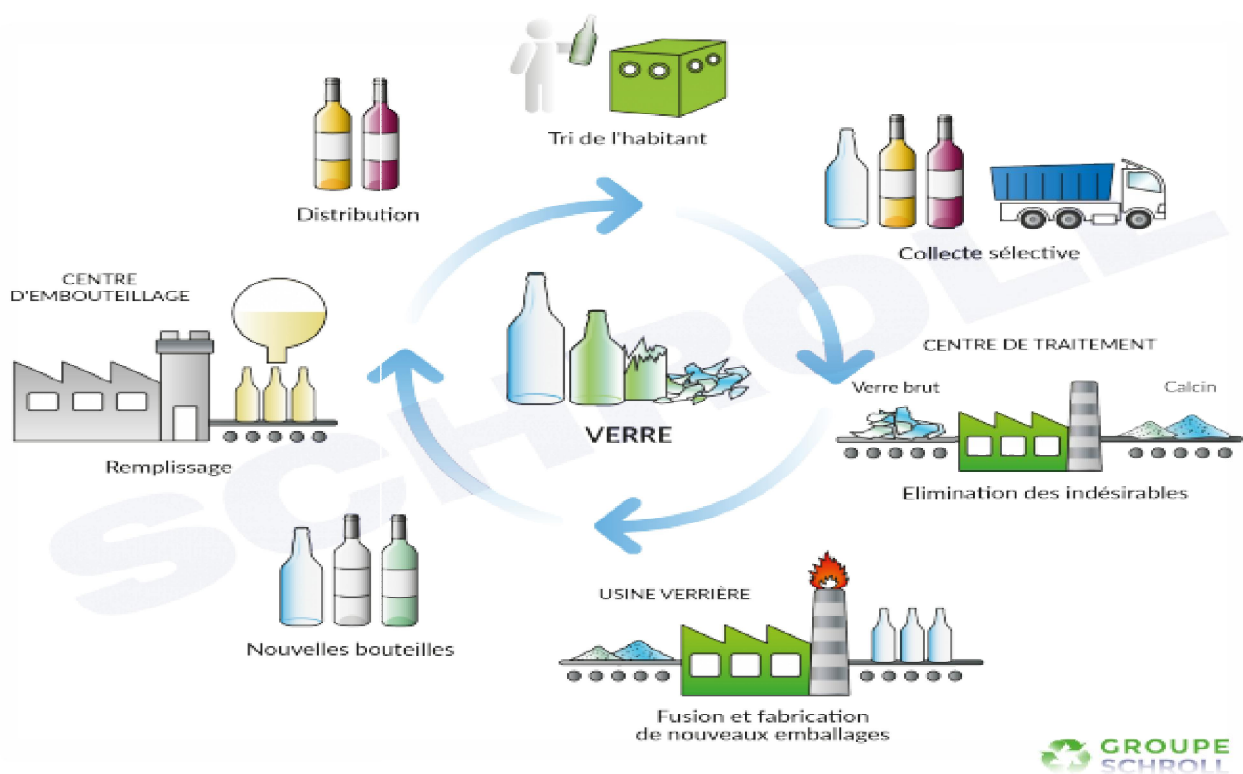 Tri de l'habitant
Distribution
Collecte sélective
CENTRE
D'EMBOUTEILLAGE
Remplissage
VERRE
CENTRE DE TRAITEMENT
Verre brut
Calcin
Elimination des indésirables
Nouvelles bouteilles
USINE VERRIÈRE
Fusion et fabrication
de nouveaux emballages
SCHROLL
GROUPE
SCHROLL